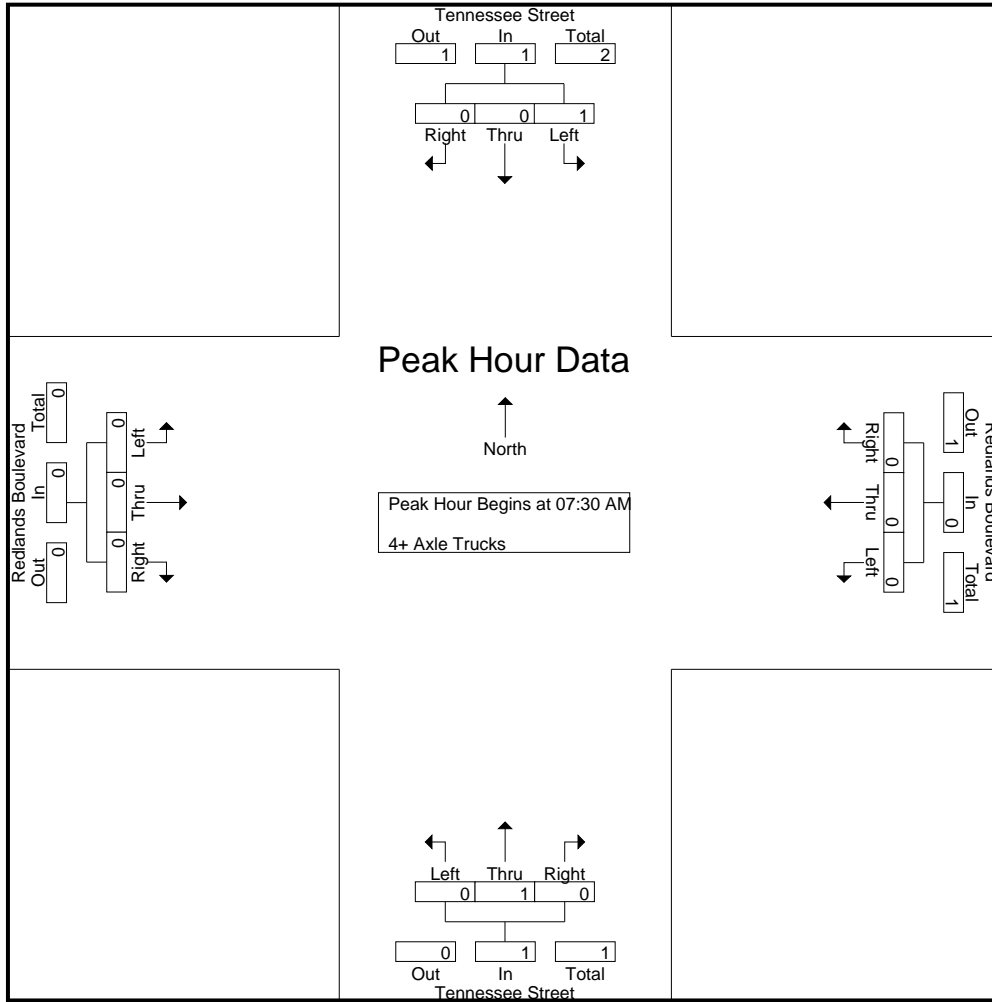 Tennessee Street
Out In Total
1 1 2
0 0 1
Right Thru Left
Peak Hour Data
North
Peak Hour Begins at 07:30 AM
4+ Axle Trucks
Redlands Boulevard
Out In Total
0 0 0
Left Thru Right
0 0 0
Redlands Boulevard
Out In Total
1 0 1
Right Thru Left
0 0 0
Left Thru Right
0 1 0
0 1 1
Out In Total
Tennessee Street